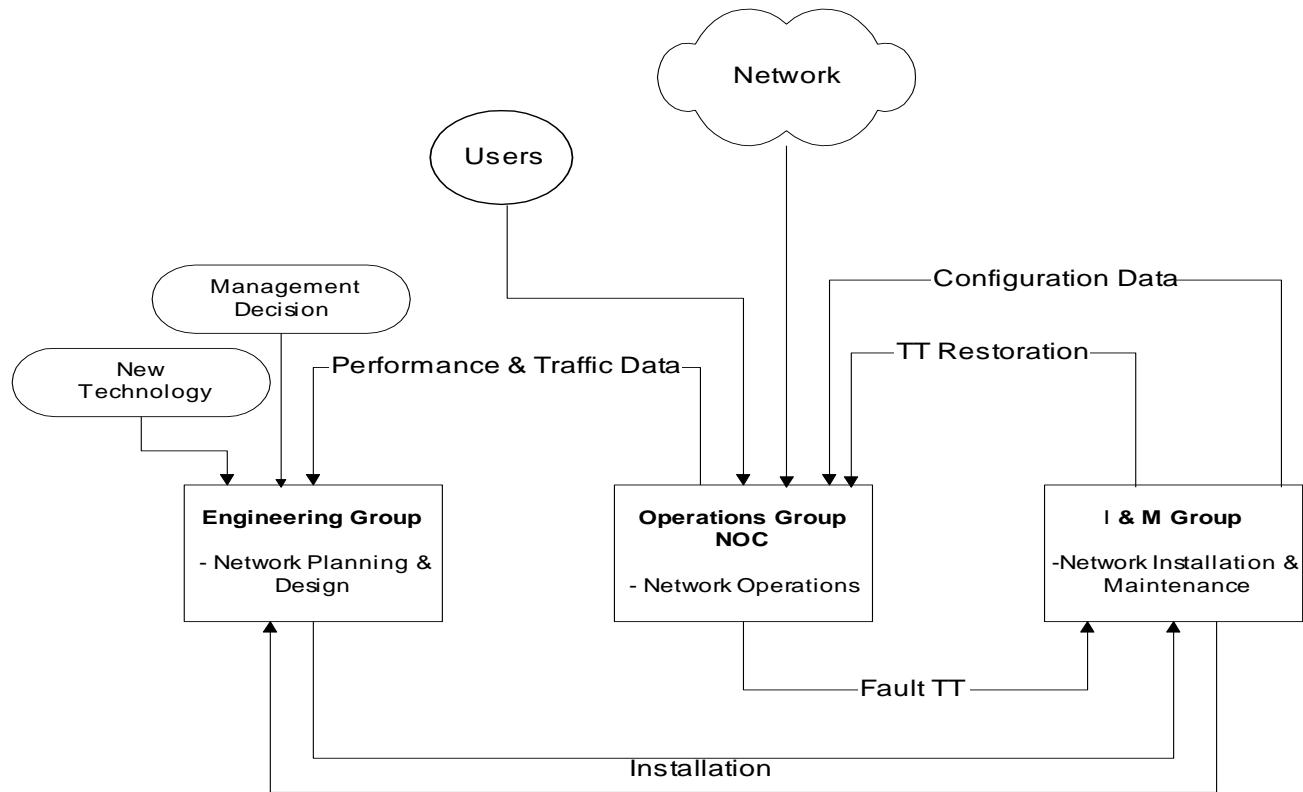 Network
Users
Management
Decision
Configuration Data
TT Restoration
New
Technology
Performance & Traffic Data
Engineering Group
- Network Planning &
Design
Operations Group
NOC
- Network Operations
I & M Group
-Network Installation &
Maintenance
Fault TT
Installation